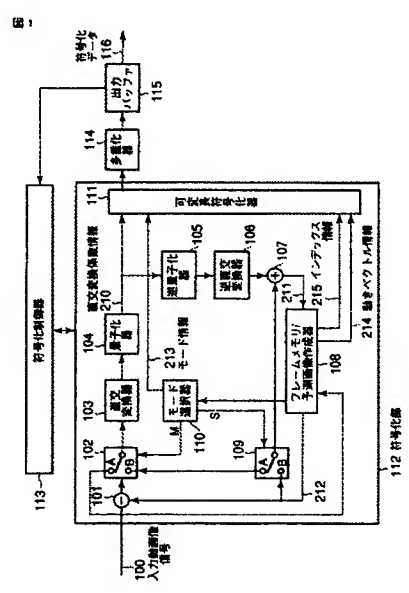 図1
符号化制御器
113
符号化
データ
116
出力
バッファ
115
多重化
器
114
111
可変長符号化器
直交変換係数情報
210
104
量子化
器
103
直交
変換器
102
A
B
101
100
入力動画像
信号
105
逆量子化
器
106
逆直交
変換器
107
211
213
モード情報
モード
選択器
110
M
S
109
A
B
フレームメモリ/
予測画像作成器
108
212
215 インデックス
情報
214 動きベクトル情報
112 符号化部